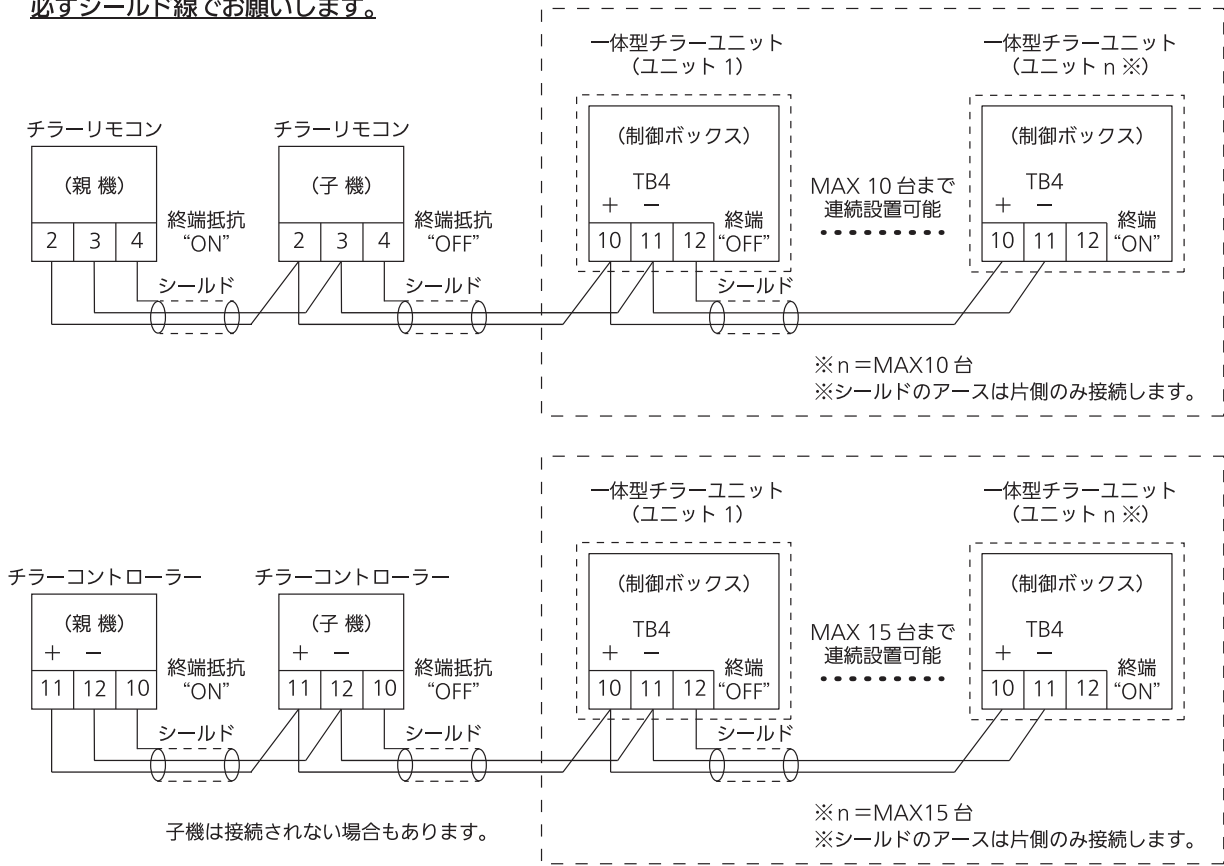 必ずシールド線でお願いします。
一体型チラーユニット
(ユニット 1)
一体型チラーユニット
(ユニット n ※)
チラーリモコン
(親 機)
2 3 4
終端抵抗
“ON”
シールド
チラーリモコン
(子 機)
2 3 4
終端抵抗
“OFF”
シールド
(制御ボックス)
TB4
+ −
10 11 12
終端
“OFF”
シールド
MAX 10 台まで
連続設置可能
(制御ボックス)
TB4
+ −
10 11 12
終端
“ON”
※n=MAX10 台
※シールドのアースは片側のみ接続します。
一体型チラーユニット
(ユニット 1)
一体型チラーユニット
(ユニット n ※)
チラーコントローラー
(親 機)
+ −
11 12 10
終端抵抗
“ON”
シールド
チラーコントローラー
(子 機)
+ −
11 12 10
終端抵抗
“OFF”
シールド
(制御ボックス)
TB4
+ −
10 11 12
終端
“OFF”
シールド
MAX 15 台まで
連続設置可能
(制御ボックス)
TB4
+ −
10 11 12
終端
“ON”
※n=MAX15 台
※シールドのアースは片側のみ接続します。
子機は接続されない場合もあります。